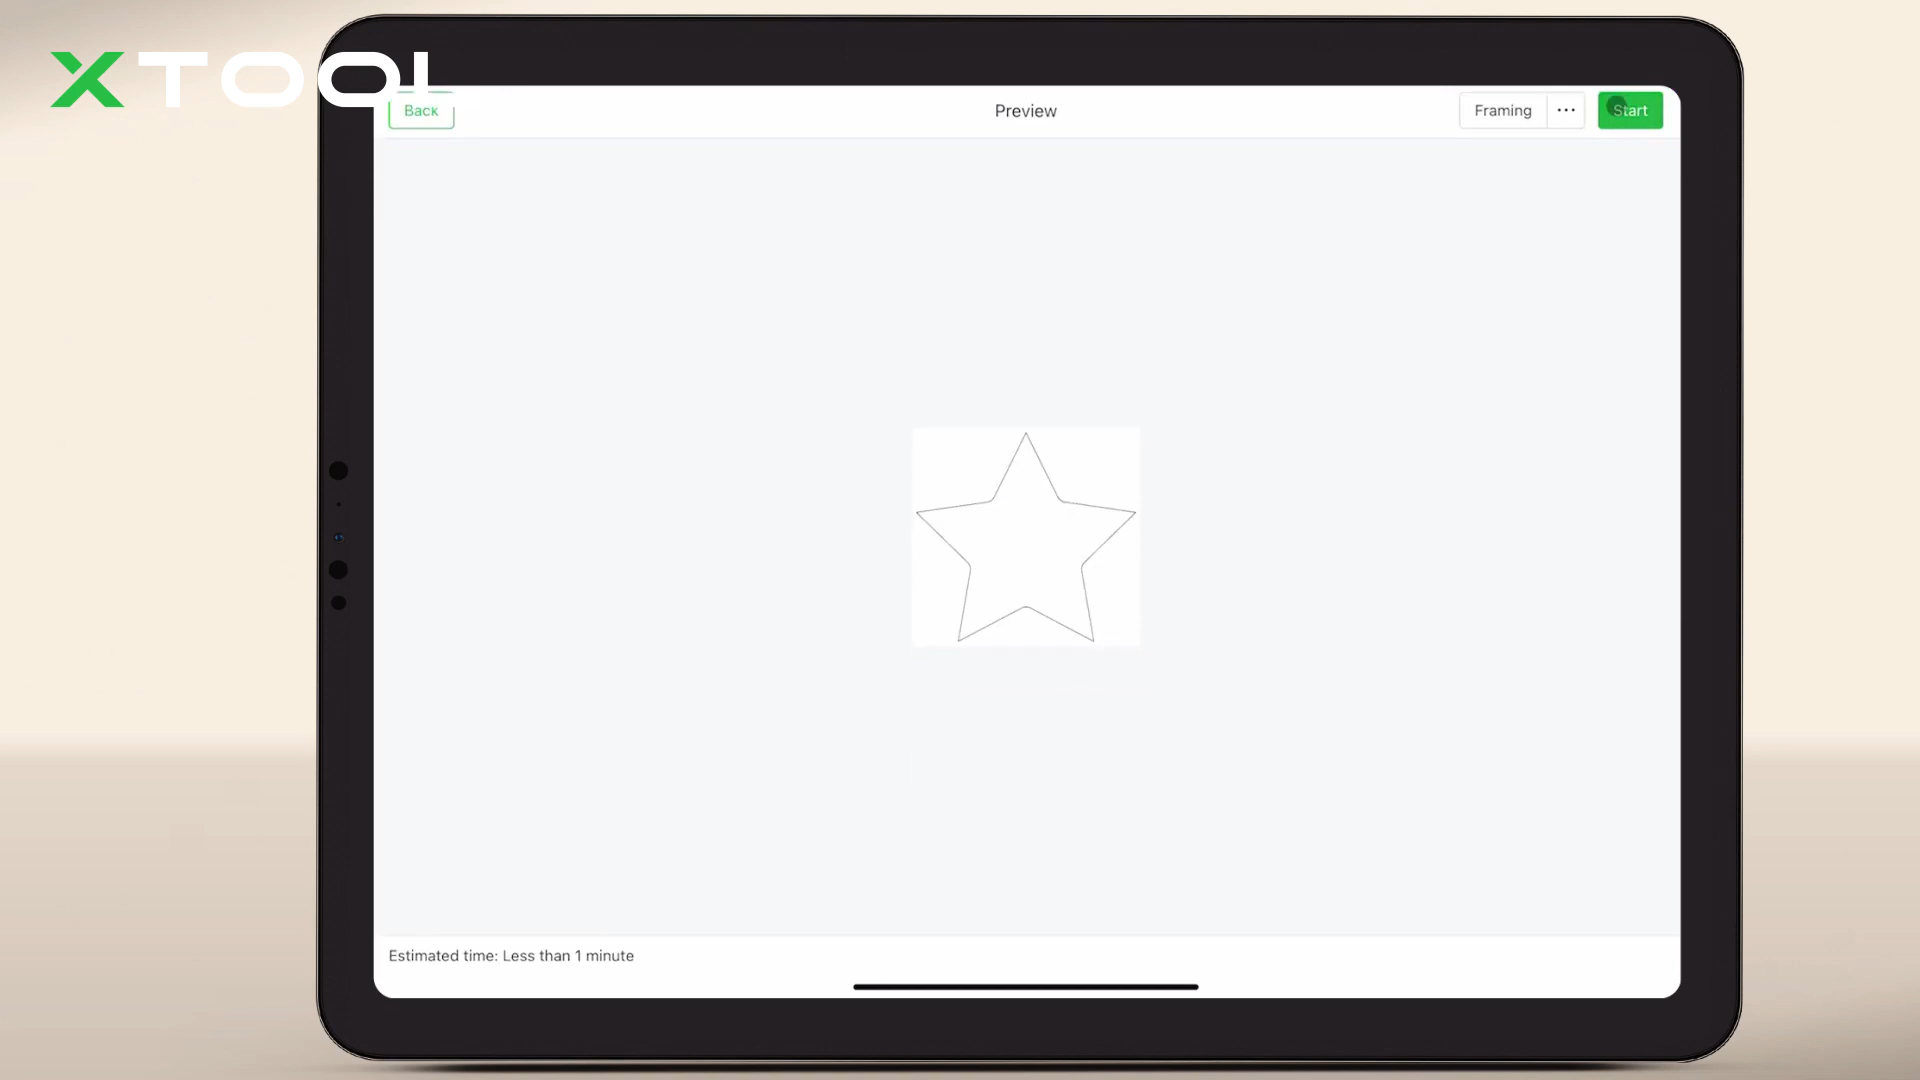 XTOOL
Back
Preview
Framing
Start
Estimated time: Less than 1 minute